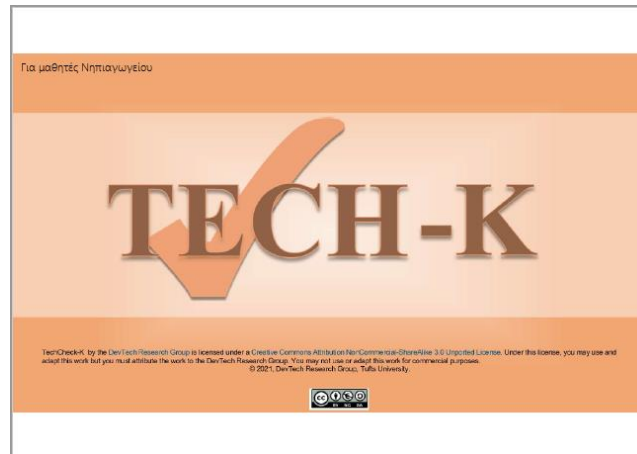 Για μαθητές Νηπιαγωγείου
TECH-K
TechCheck-K by the DevTech Research Group is licensed under a Creative Commons Attribution NonCommercial-ShareAlike 3.0 Unported License. Under this license, you may use and
adapt this work but you must attribute the work to the DevTech Research Group. You may not use or adapt this work for commercial purposes.
© 2021, DevTech Research Group, Tufts University.
BY NC SA